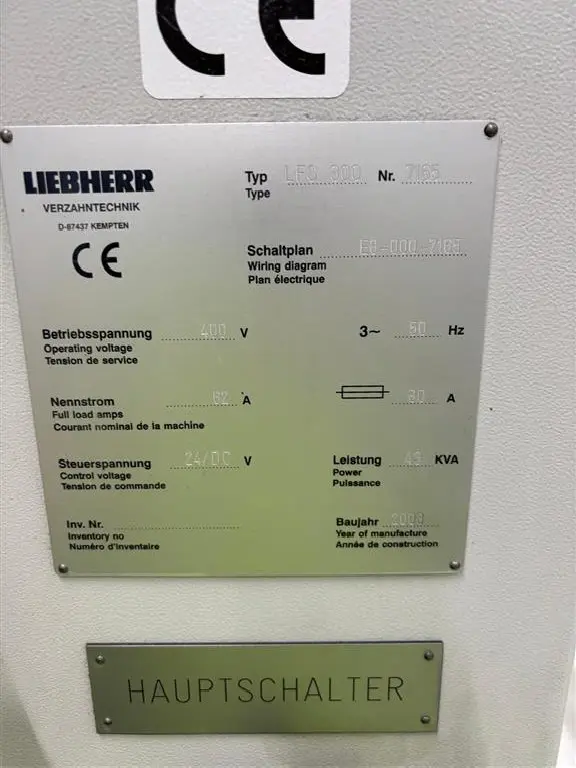 CE
LIEBHERR
VERZAHNTECHNIK
D-87437 KEMPTEN
CE
Typ Nr. 7165
Type
Schaltplan
Wiring diagram
Plan électrique
Betriebsspannung 400 V 3~ Hz
Operating voltage
Tension de service
Nennstrom A A
Full load amps
Courant nominal de la machine
Steuerspannung 24/DC V Leistung KVA
Control voltage Power
Tension de commande Puissance
Inv. Nr. Baujahr
Inventory no Year of manufacture
Numéro d'inventaire Année de construction
HAUPTSCHALTER